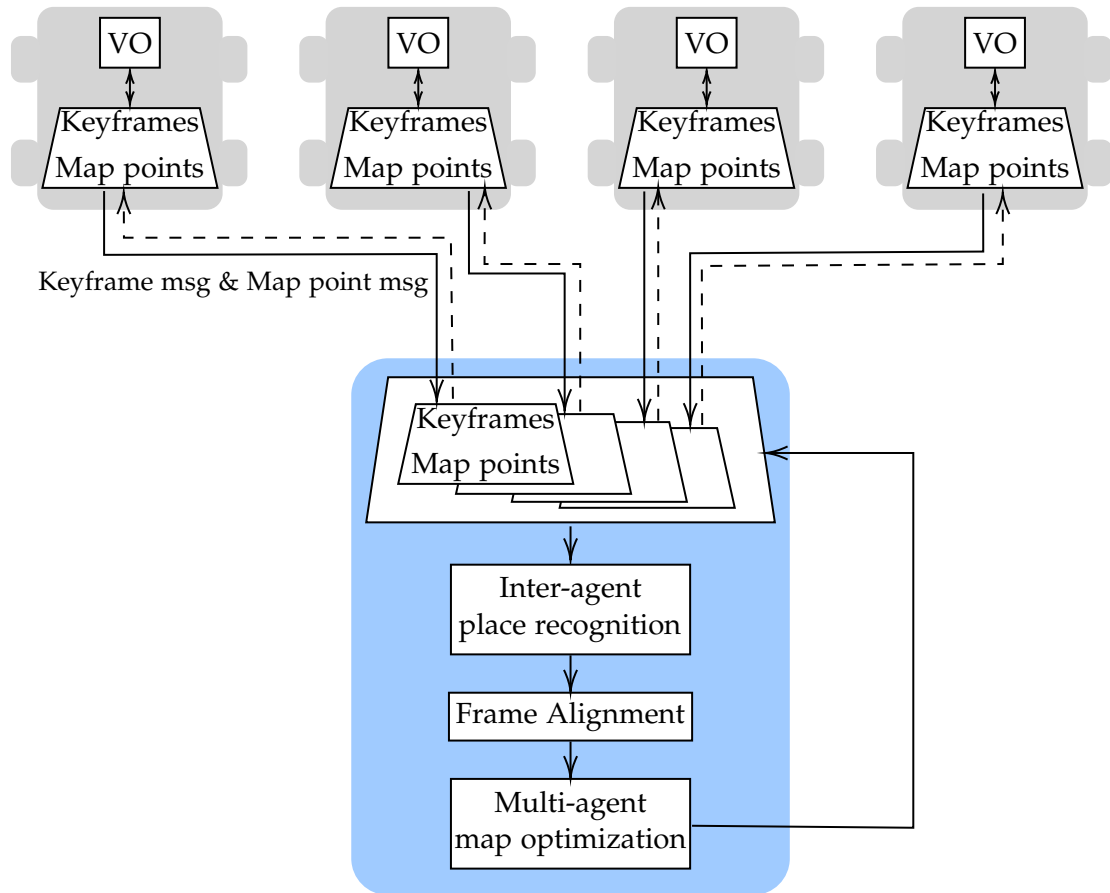 VO
VO
VO
VO
Keyframes
Map points
Keyframes
Map points
Keyframes
Map points
Keyframes
Map points
Keyframe msg & Map point msg
Keyframes
Map points
Inter-agent
place recognition
Frame Alignment
Multi-agent
map optimization